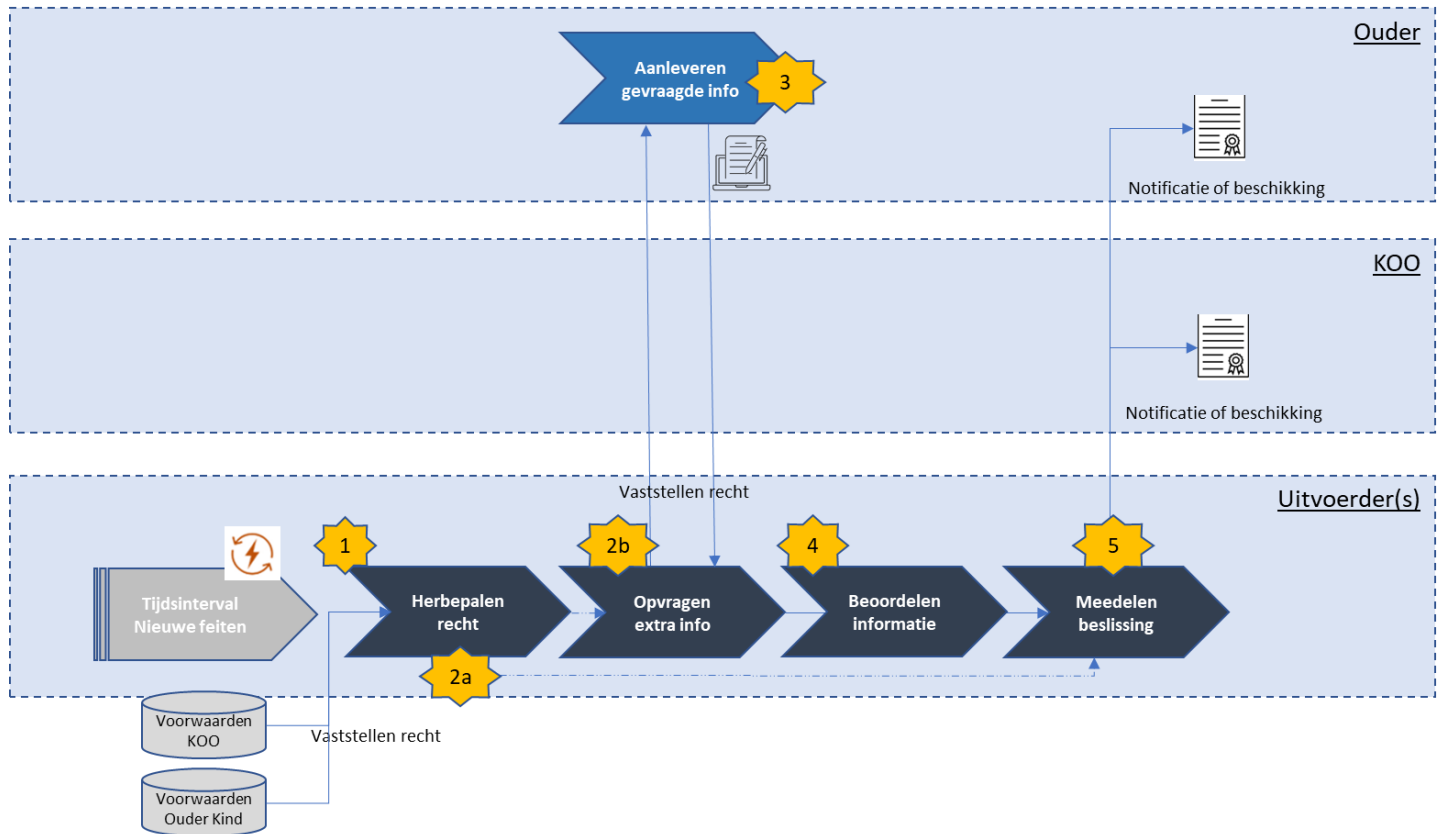 Ouder
Aanleveren
gevraagde info
3
Notificatie of beschikking
KOO
Notificatie of beschikking
Uitvoerder(s)
Vaststellen recht
1
2b
4
5
Tijdsinterval
Nieuwe feiten
Herbepalen
recht
Opvragen
extra info
Beoordelen
informatie
Meedelen
beslissing
2a
Voorwaarden
KOO
Vaststellen recht
Voorwaarden
Ouder Kind